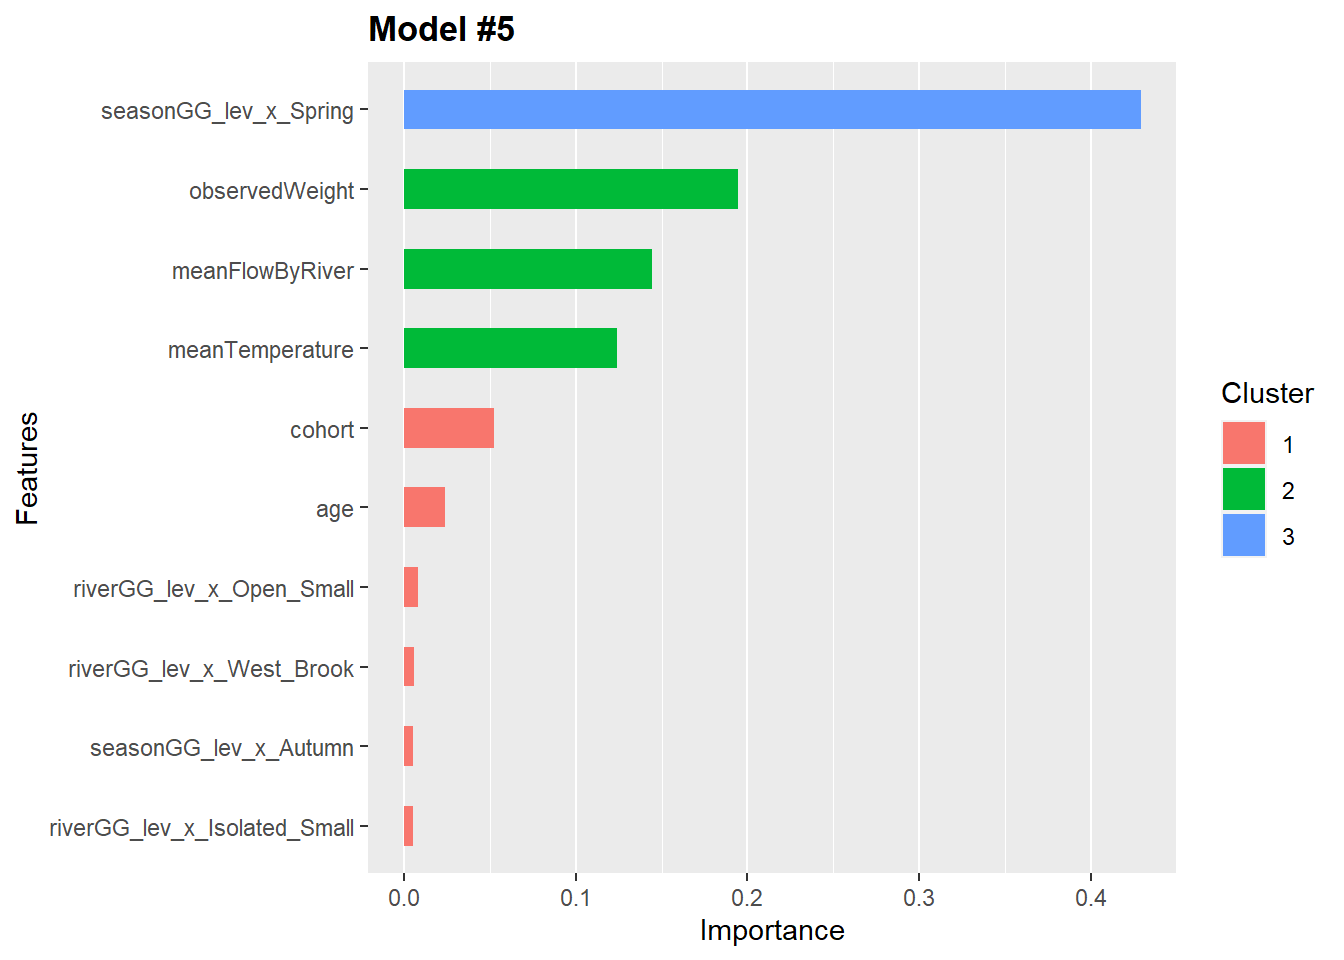 Model #5
seasonGG_lev_x_Spring
observedWeight
meanFlowByRiver
meanTemperature
cohort
age
riverGG_lev_x_Open_Small
riverGG_lev_x_West_Brook
seasonGG_lev_x_Autumn
riverGG_lev_x_Isolated_Small
Features
0.0 0.1 0.2 0.3 0.4
Importance
Cluster
1
2
3